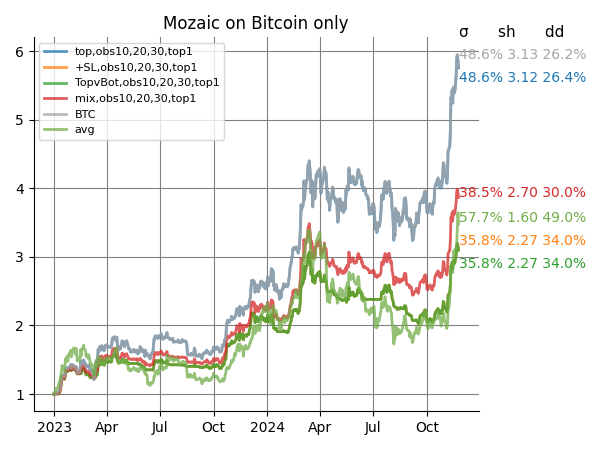 Mozaic on Bitcoin only
σ sh dd
48.6% 3.13 26.2%
48.6% 3.12 26.4%
38.5% 2.70 30.0%
57.7% 1.60 49.0%
35.8% 2.27 34.0%
35.8% 2.27 34.0%
top,obs10,20,30,top1
+SL,obs10,20,30,top1
TopvBot,obs10,20,30,top1
mix,obs10,20,30,top1
BTC
avg
6
5
4
3
2
1
2023 Apr Jul Oct 2024 Apr Jul Oct